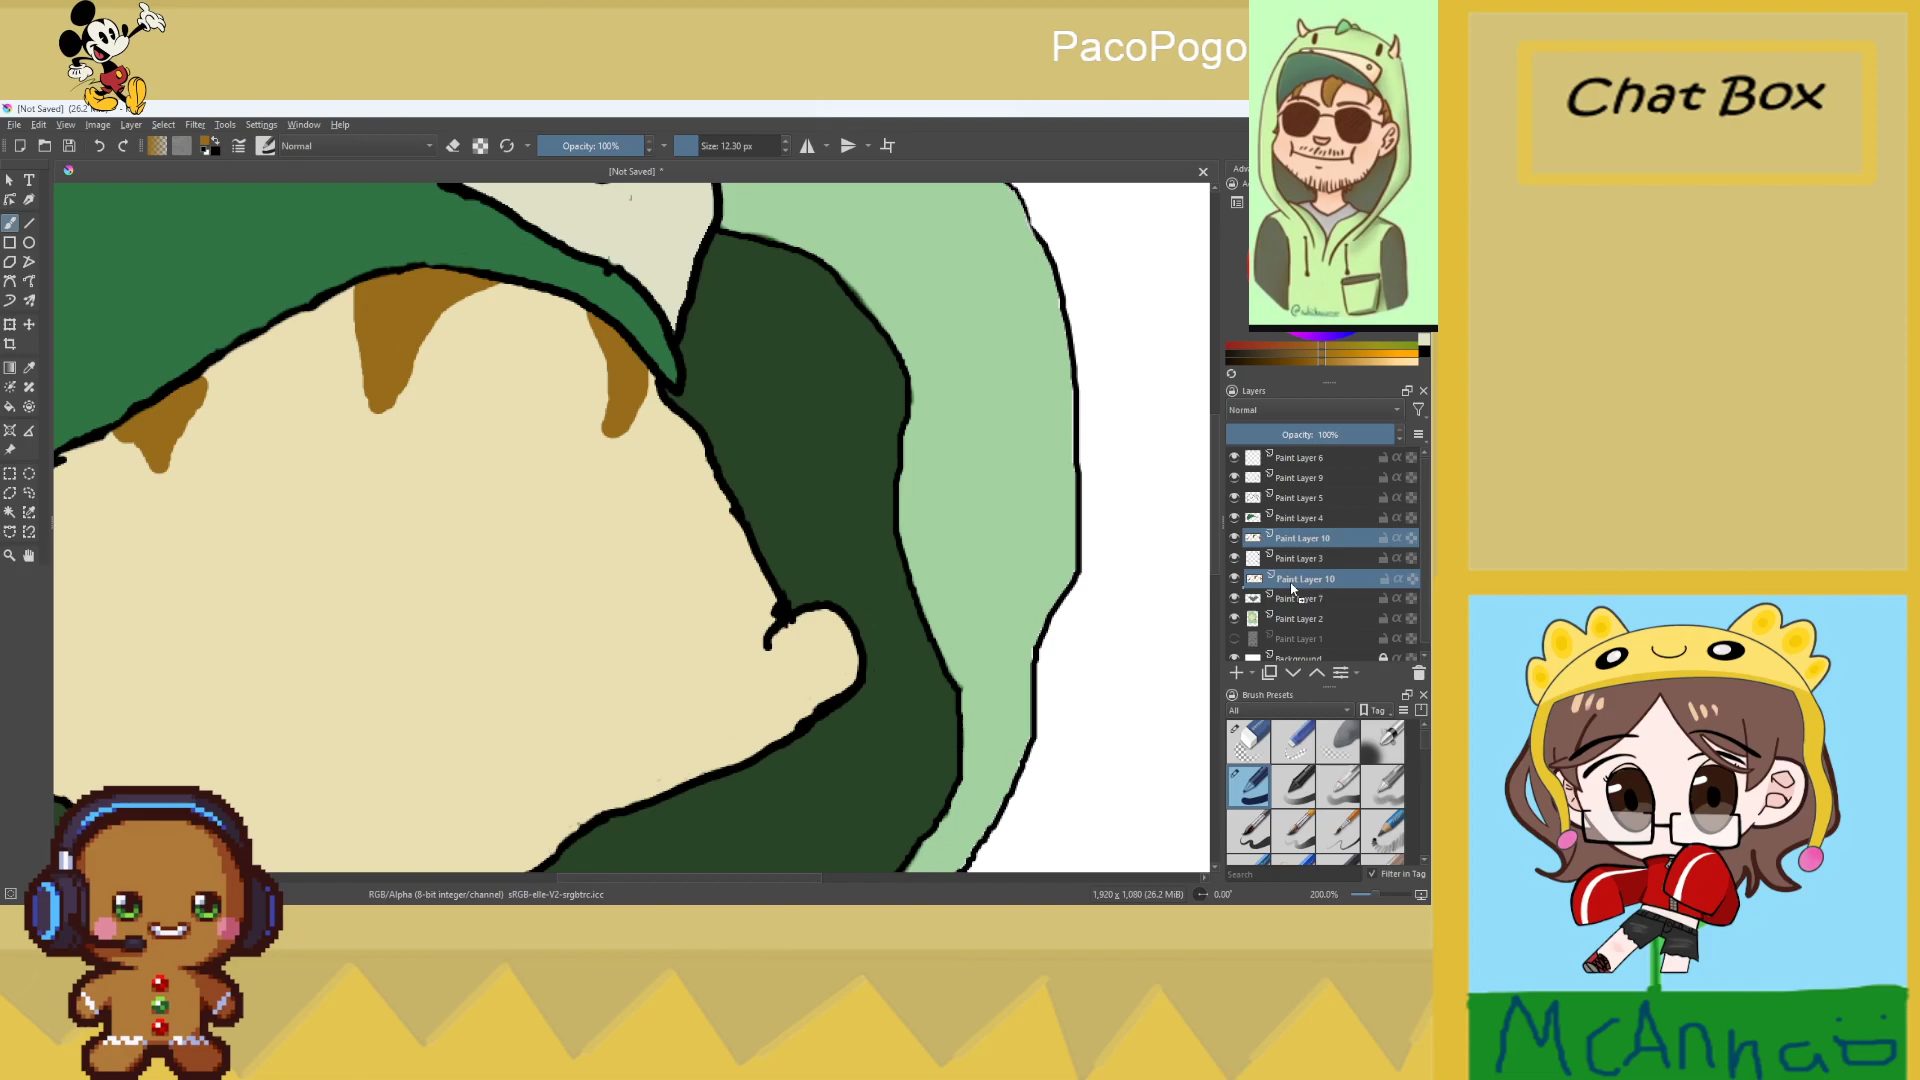 PacoPogo
Chat Box
[Not Saved] (26.2
File Edit View Image Layer Select Filter Tools Settings Window Help
Normal
Opacity: 100%
Size: 12.30 px
[Not Saved] *
Layers
Normal
Opacity: 100%
Paint Layer 6
Paint Layer 9
Paint Layer 5
Paint Layer 4
Paint Layer 10
Paint Layer 3
Paint Layer 10
Paint Layer 7
Paint Layer 2
Paint Layer 1
Background
Brush Presets
All
Tag
Search
Filter in Tag
RGB/Alpha (8-bit integer/channel) sRGB-elle-V2-srgbtrc.icc
1,920 x 1,080 (26.2 MiB)
0.00°
200.0%
McAnna